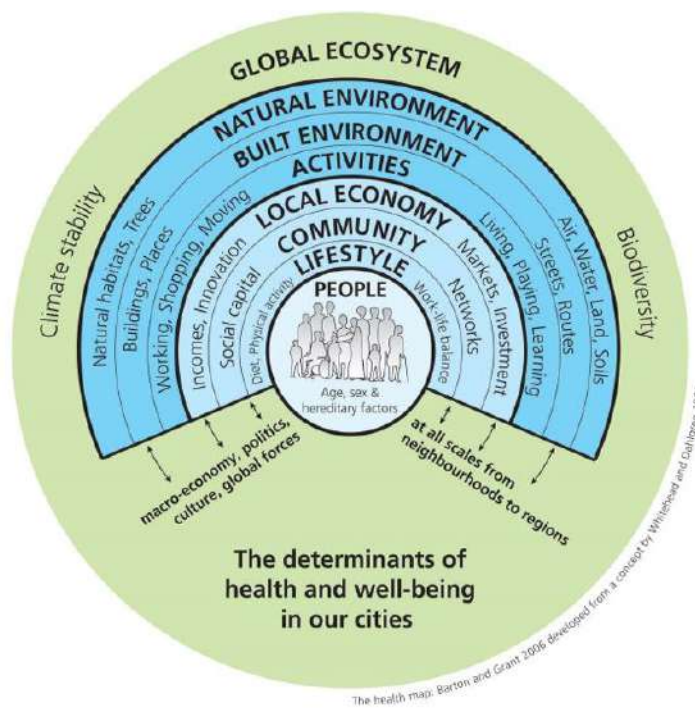 GLOBAL ECOSYSTEM
NATURAL ENVIRONMENT
BUILT ENVIRONMENT
ACTIVITIES
LOCAL ECONOMY
COMMUNITY
LIFESTYLE
PEOPLE
Age, sex &
hereditary factors
Climate stability
Natural habitats, Trees
Buildings, Places
Working, Shopping, Moving
Incomes, Innovation
Social capital
Diet, Physical activity
Work-life balance
Networks
Markets, Investment
Living, Playing, Learning
Streets, Routes
Air, Water, Land, Soils
Biodiversity
macro-economy, politics,
culture, global forces
at all scales from
neighbourhoods to regions
The determinants of
health and well-being
in our cities
The health map: Barton and Grant 2006 developed from a concept by Whitehead and Dahlgren